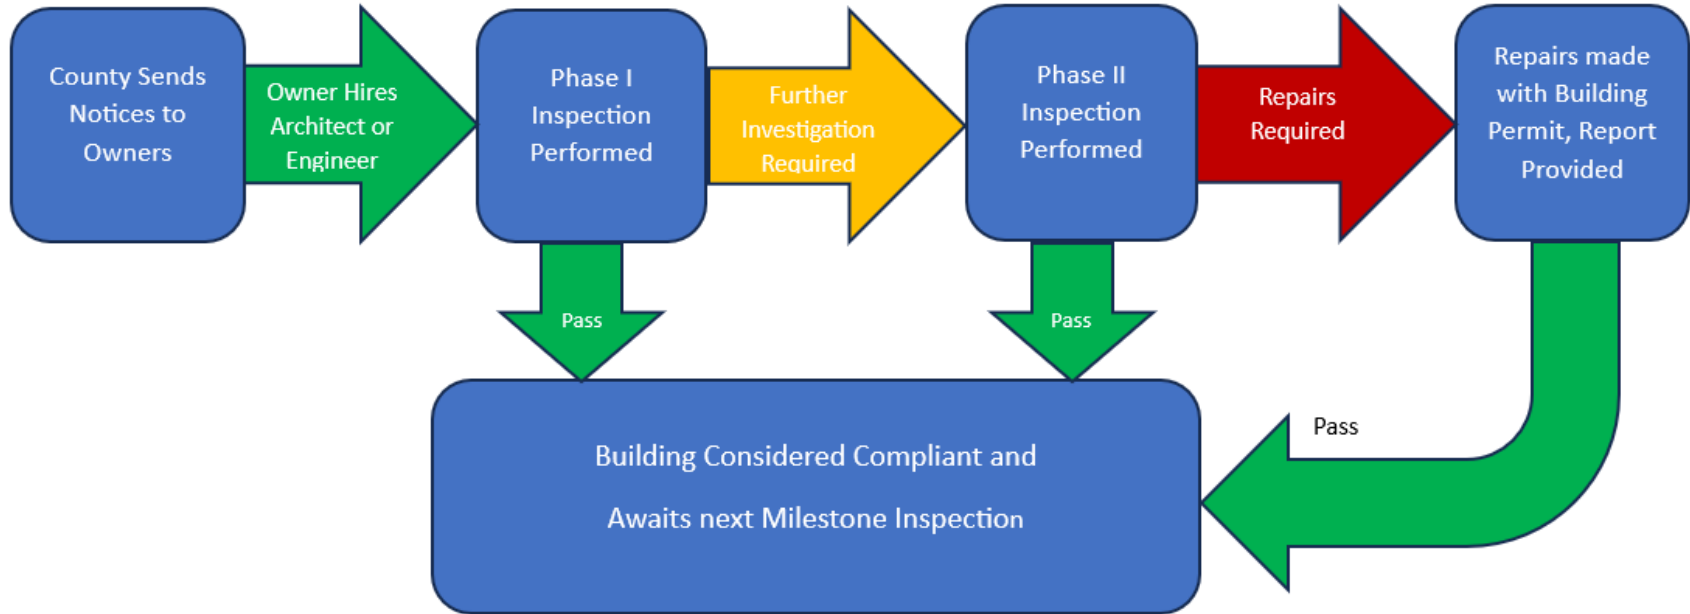 County Sends
Notices to
Owners
Owner Hires
Architect or
Engineer
Phase I
Inspection
Performed
Further
Investigation
Required
Phase II
Inspection
Performed
Repairs
Required
Repairs made
with Building
Permit, Report
Provided
Pass
Pass
Pass
Building Considered Compliant and
Awaits next Milestone Inspection